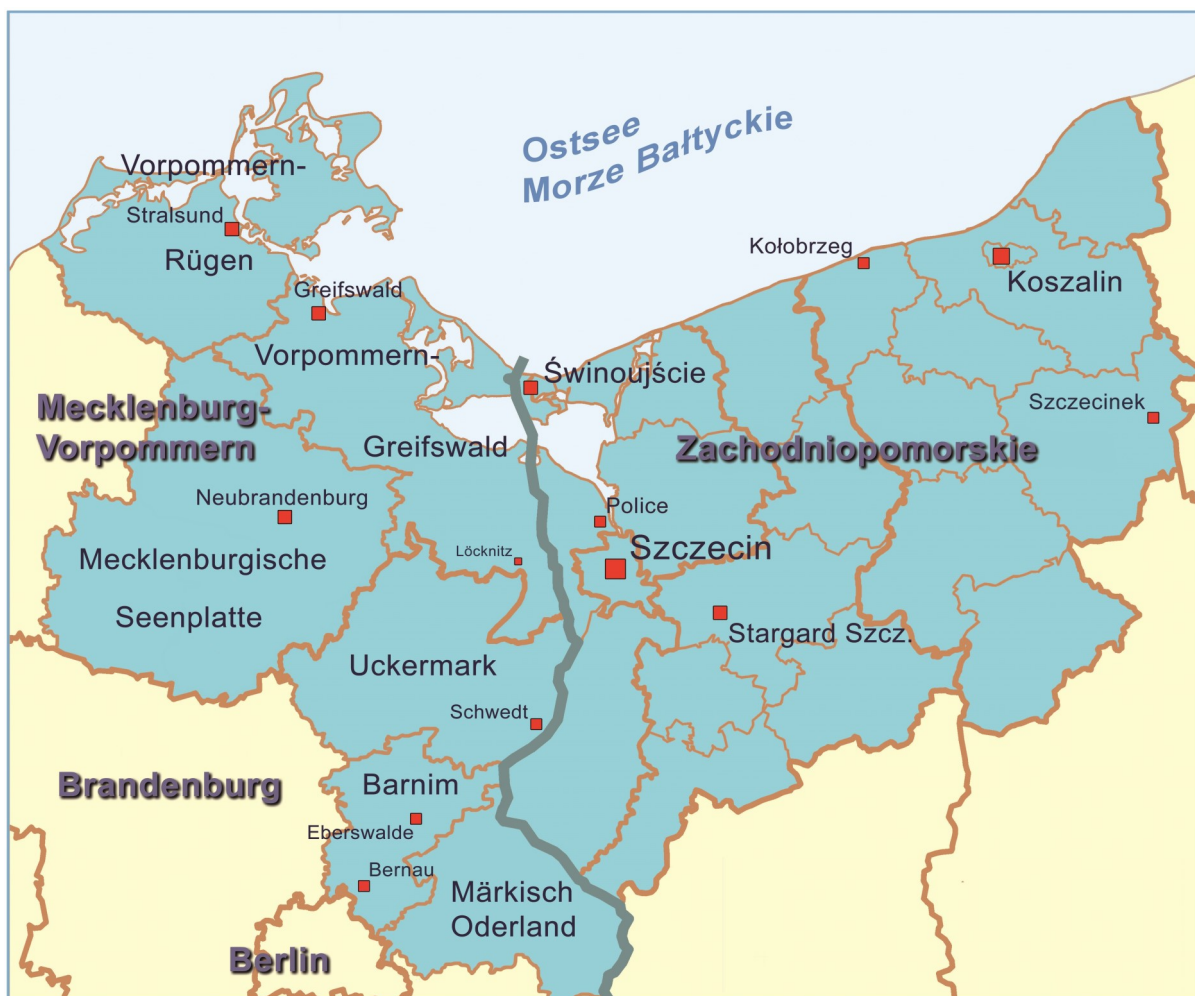 Ostsee
Morze Bałtyckie
Vorpommern-
Stralsund
Rügen
Kołobrzeg
Koszalin
Greifswald
Vorpommern-
Świnoujście
Mecklenburg-
Vorpommern
Szczecinek
Greifswald
Zachodniopomorskie
Neubrandenburg
Police
Mecklenburgische
Löcknitz
Szczecin
Seenplatte
Stargard Szcz.
Uckermark
Schwedt
Brandenburg
Barnim
Eberswalde
Bernau
Märkisch
Oderland
Berlin